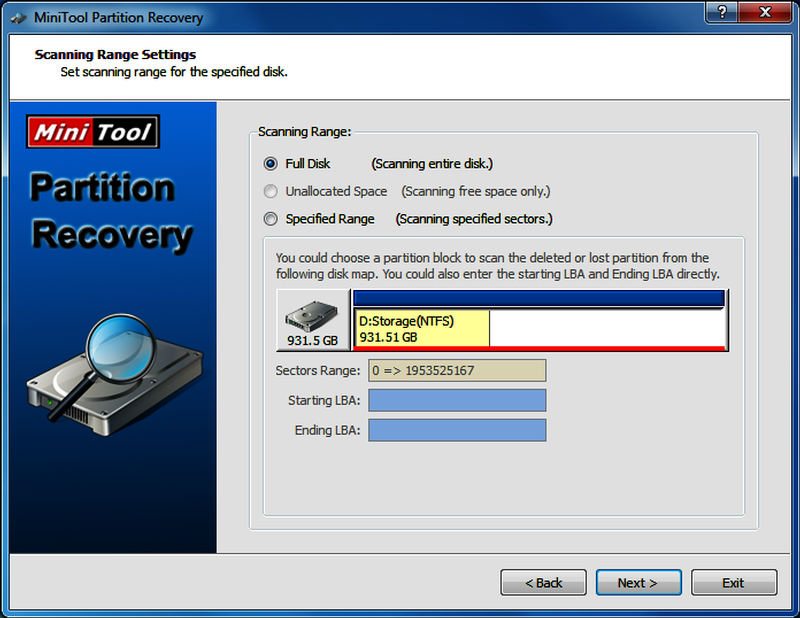 MiniTool Partition Recovery
?
X
Scanning Range Settings
Set scanning range for the specified disk.
Mini Tool
Partition
Recovery
Scanning Range:
Full Disk (Scanning entire disk.)
Unallocated Space (Scanning free space only.)
Specified Range (Scanning specified sectors.)
You could choose a partition block to scan the deleted or lost partition from the
following disk map. You could also enter the starting LBA and Ending LBA directly.
931.5 GB
D:Storage(NTFS)
931.51 GB
Sectors Range: 0 => 1953525167
Starting LBA:
Ending LBA:
< Back
Next >
Exit